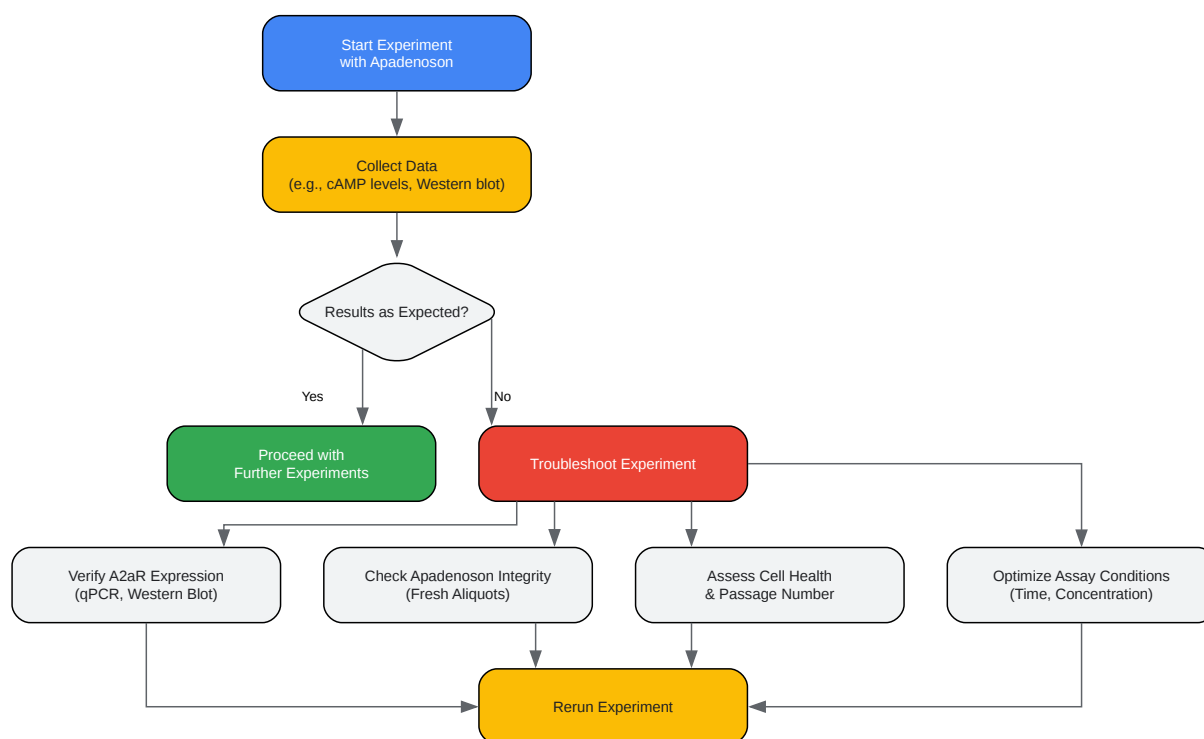 Start Experiment
with Apadenoson
Collect Data
(e.g., cAMP levels, Western blot)
Results as Expected?
Yes
No
Proceed with
Further Experiments
Troubleshoot Experiment
Verify A2aR Expression
(qPCR, Western Blot)
Check Apadenoson Integrity
(Fresh Aliquots)
Assess Cell Health
& Passage Number
Optimize Assay Conditions
(Time, Concentration)
Rerun Experiment